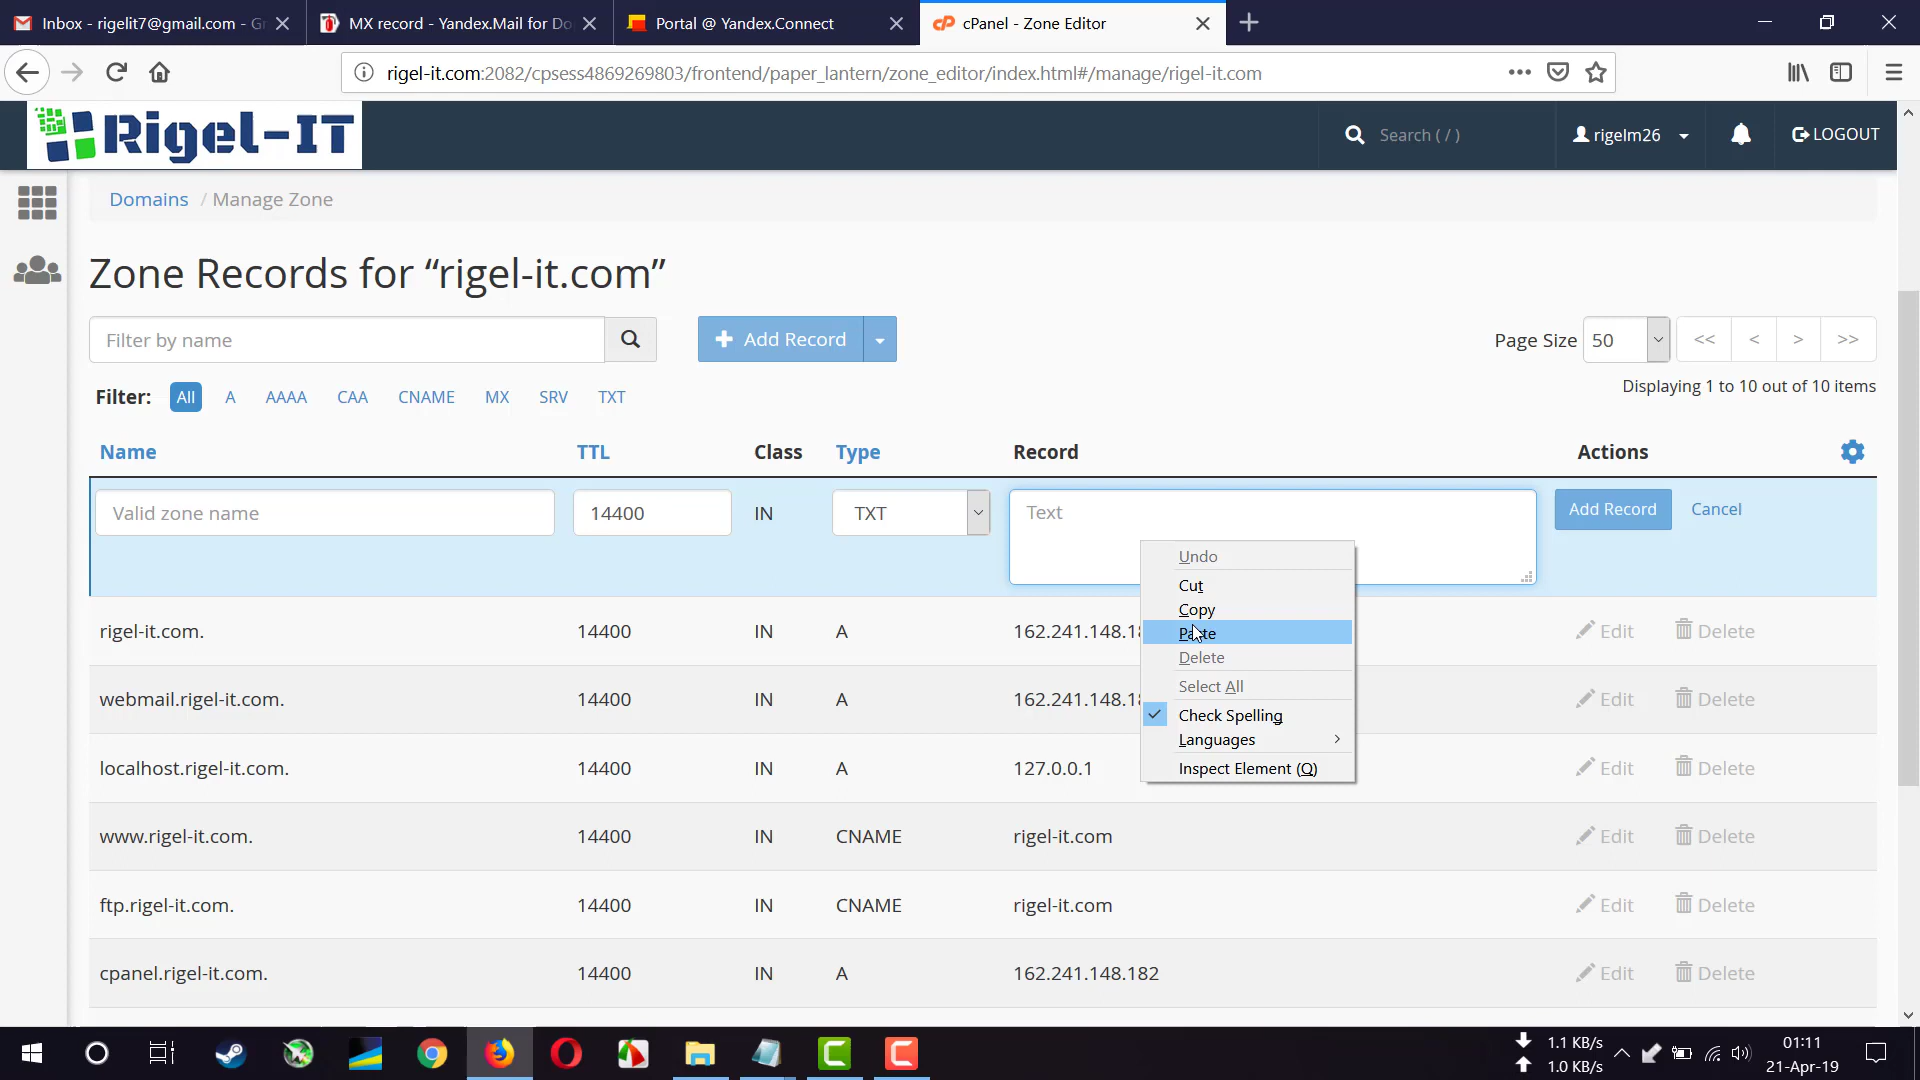 Inbox - rigelit7@gmail.com - G
MX record - Yandex.Mail for Do
Portal @ Yandex.Connect
cPanel - Zone Editor
rigel-it.com:2082/cpsess4869269803/frontend/paper_lantern/zone_editor/index.html#/manage/rigel-it.com
Rigel-IT
Search ( / )
rigelm26
LOGOUT
Domains / Manage Zone
Zone Records for “rigel-it.com”
Filter by name
Add Record
Page Size 50 << < > >>
Displaying 1 to 10 out of 10 items
Filter: All A AAAA CAA CNAME MX SRV TXT
Name TTL Class Type Record Actions
Valid zone name 14400 IN TXT Text Add Record Cancel
Undo
Cut
Copy
Paste
Delete
Select All
Check Spelling
Languages
Inspect Element (Q)
rigel-it.com. 14400 IN A 162.241.148.18 Edit Delete
webmail.rigel-it.com. 14400 IN A 162.241.148.18 Edit Delete
localhost.rigel-it.com. 14400 IN A 127.0.0.1 Edit Delete
www.rigel-it.com. 14400 IN CNAME rigel-it.com Edit Delete
ftp.rigel-it.com. 14400 IN CNAME rigel-it.com Edit Delete
cpanel.rigel-it.com. 14400 IN A 162.241.148.182 Edit Delete
1.1 KB/s
1.0 KB/s
01:11
21-Apr-19